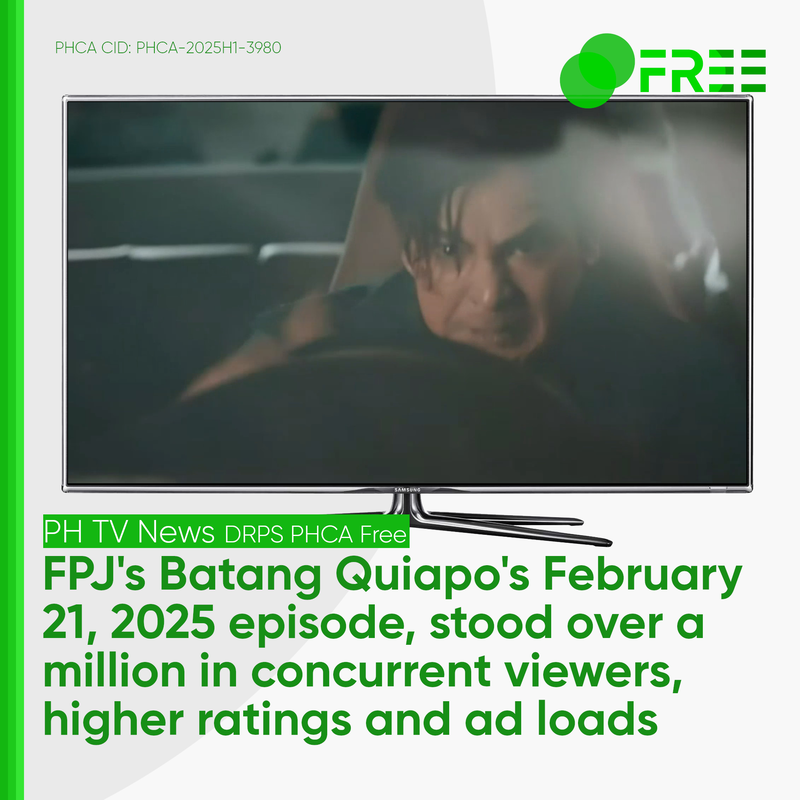 PHCA CID: PHCA-2025H1-3980
FREE
SAMSUNG
PH TV News DRPS PHCA Free
FPJ's Batang Quiapo's February
21, 2025 episode, stood over a
million in concurrent viewers,
higher ratings and ad loads